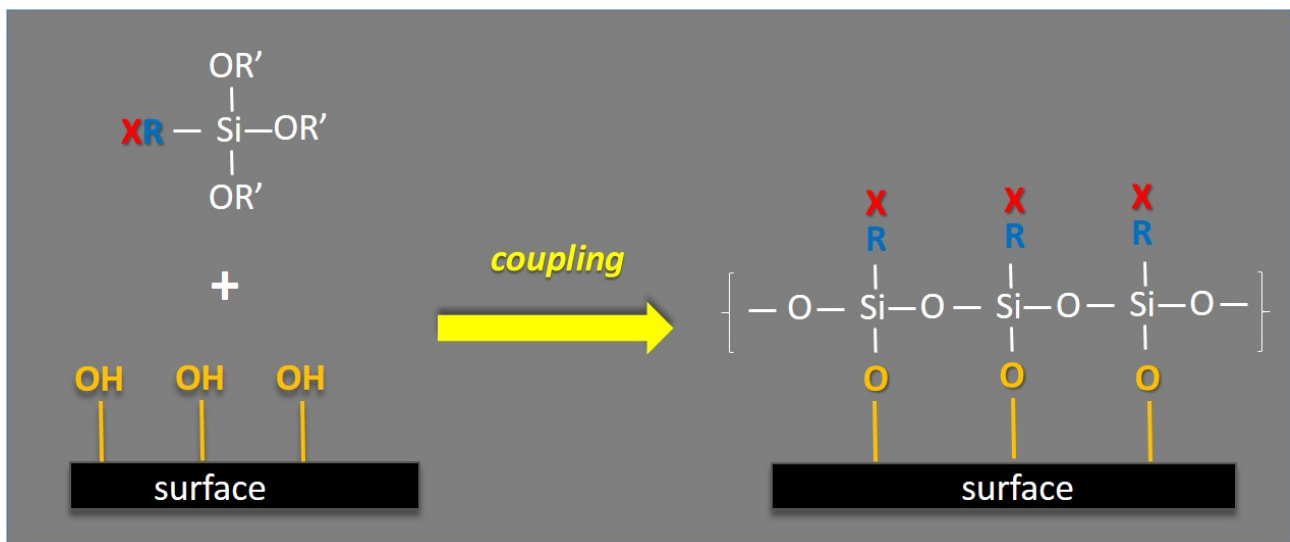 OR’
XR — Si — OR’
OR’
+
OH OH OH
surface
coupling
X X X
R R R
— O — Si — O — Si — O — Si — O —
O O O
surface